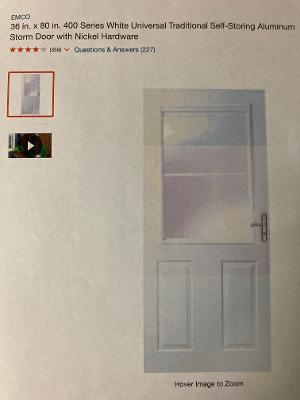 EMCO
36 in. x 80 in. 400 Series White Universal Traditional Self-Storing Aluminum
Storm Door with Nickel Hardware
(359) Questions & Answers (227)
Hover Image to Zoom